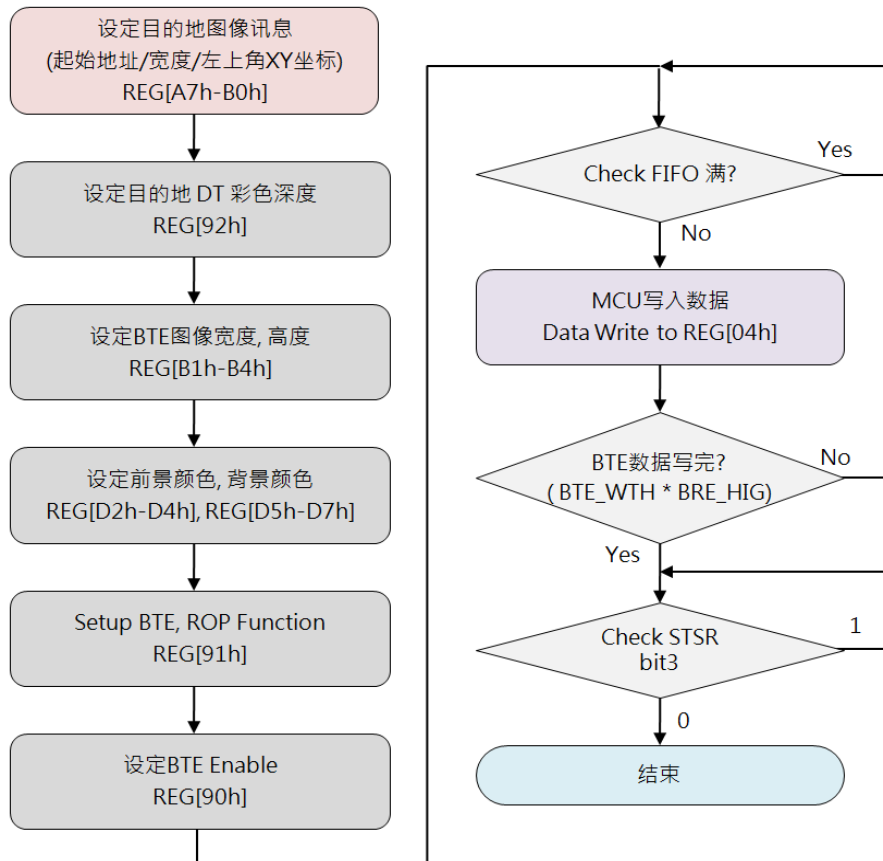 设定目的地图像讯息
(起始地址/宽度/左上角XY坐标)
REG[A7h-B0h]
设定目的地 DT 彩色深度
REG[92h]
设定BTE图像宽度, 高度
REG[B1h-B4h]
设定前景颜色, 背景颜色
REG[D2h-D4h], REG[D5h-D7h]
Setup BTE, ROP Function
REG[91h]
设定BTE Enable
REG[90h]
Check FIFO 满?
Yes
No
MCU写入数据
Data Write to REG[04h]
BTE数据写完?
( BTE_WTH * BRE_HIG)
No
Yes
Check STSR
bit3
1
0
结束